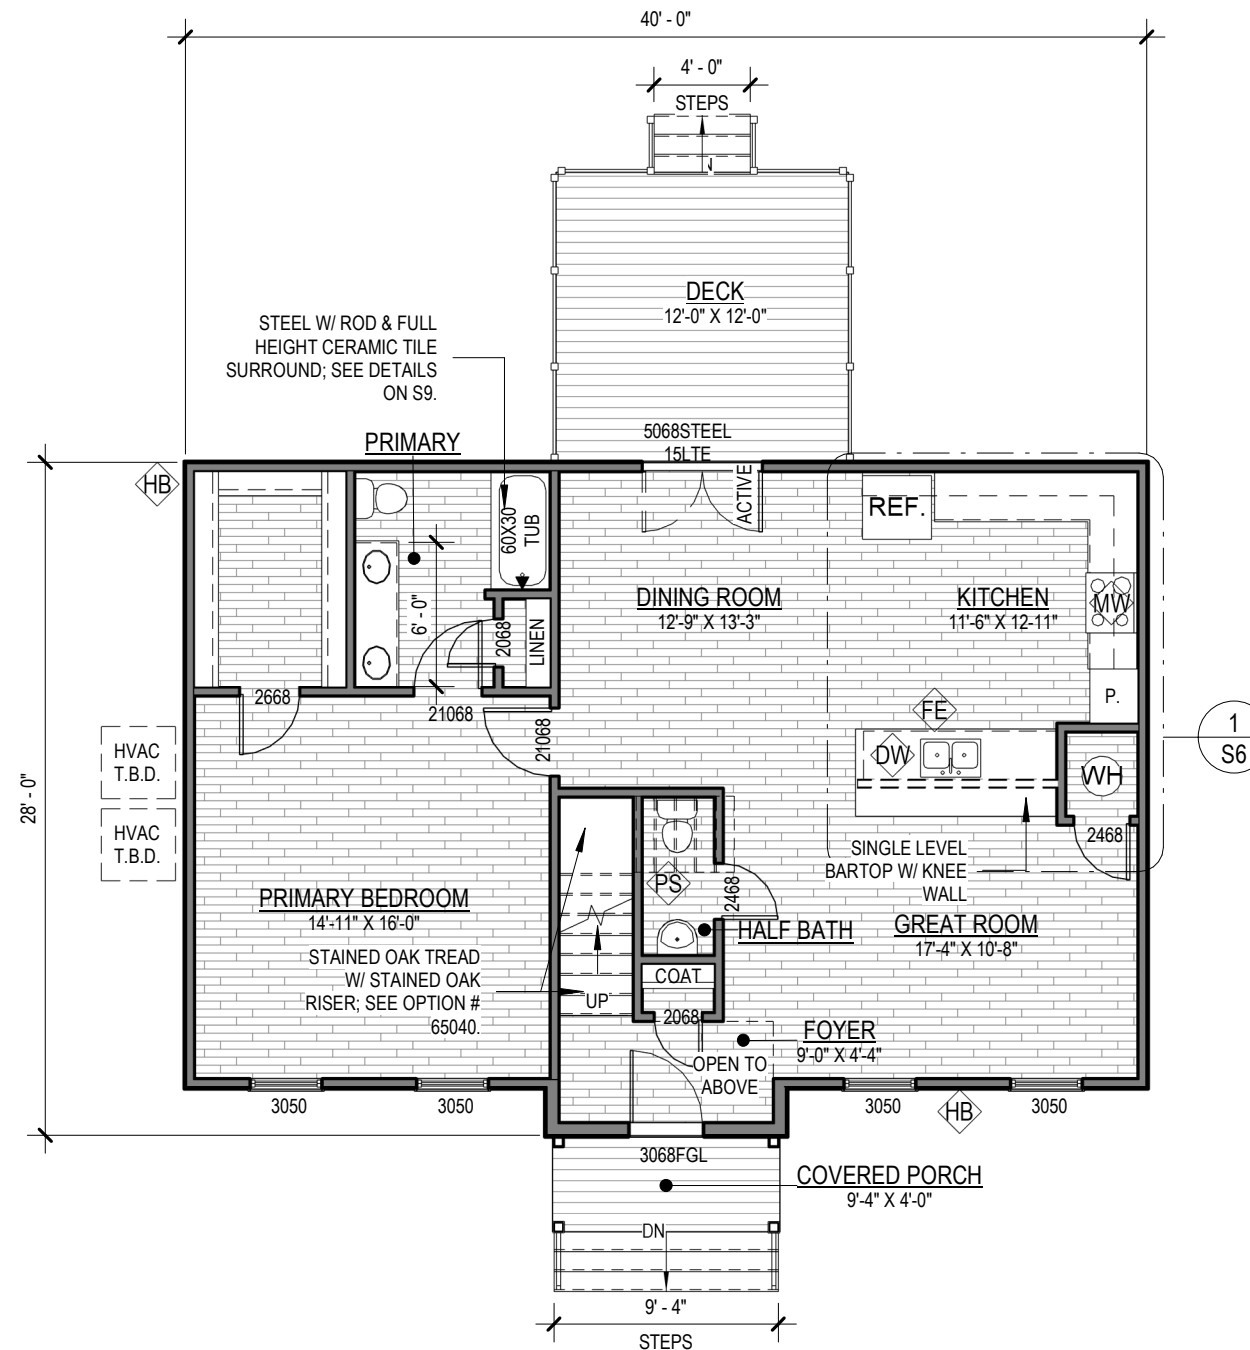 40' - 0"
4' - 0"
STEPS
DECK
12'-0" X 12'-0"
STEEL W/ ROD & FULL
HEIGHT CERAMIC TILE
SURROUND; SEE DETAILS
ON S9.
PRIMARY
5068STEEL
15LTE
ACTIVE
HB
REF.
60X30
TUB
6' - 0"
2068
LINEN
DINING ROOM
12'-9" X 13'-3"
KITCHEN
11'-6" X 12-11"
MW
P.
2668
21068
21068
FE
DW
WH
1
S6
HVAC
T.B.D.
HVAC
T.B.D.
28' - 0"
2468
SINGLE LEVEL
BARTOP W/ KNEE
WALL
PS
2468
PRIMARY BEDROOM
14'-11" X 16'-0"
HALF BATH
GREAT ROOM
17'-4" X 10'-8"
STAINED OAK TREAD
W/ STAINED OAK
RISER; SEE OPTION #
65040.
UP
COAT
2068
FOYER
9'-0" X 4'-4"
OPEN TO
ABOVE
3050
3050
3050
HB
3050
3068FGL
COVERED PORCH
9'-4" X 4'-0"
DN
9' - 4"
STEPS